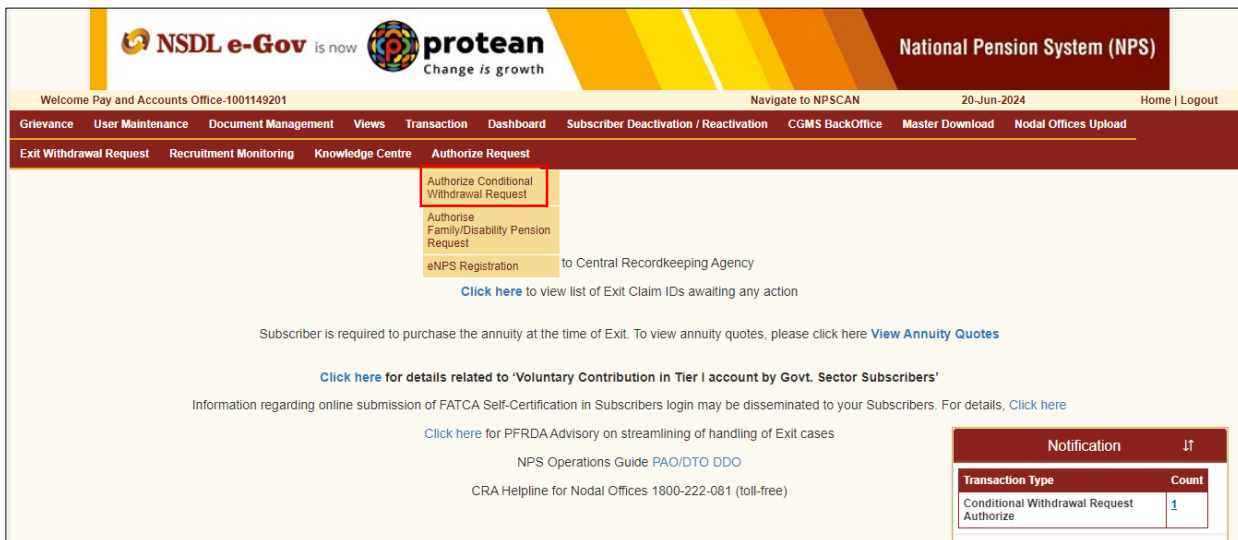 NSDL e-Gov is now protean
Change is growth
National Pension System (NPS)
Welcome Pay and Accounts Office-1001149201 Navigate to NPSCAN 20-Jun-2024 Home | Logout
Grievance User Maintenance Document Management Views Transaction Dashboard Subscriber Deactivation / Reactivation CGMS BackOffice Master Download Nodal Offices Upload
Exit Withdrawal Request Recruitment Monitoring Knowledge Centre Authorize Request
Authorize Conditional
Withdrawal Request
Authorise
Family/Disability Pension
Request
eNPS Registration
to Central Recordkeeping Agency
Click here to view list of Exit Claim IDs awaiting any action
Subscriber is required to purchase the annuity at the time of Exit. To view annuity quotes, please click here View Annuity Quotes
Click here for details related to ‘Voluntary Contribution in Tier I account by Govt. Sector Subscribers’
Information regarding online submission of FATCA Self-Certification in Subscribers login may be disseminated to your Subscribers. For details, Click here
Click here for PFRDA Advisory on streamlining of handling of Exit cases
NPS Operations Guide PAO/DTO DDO
CRA Helpline for Nodal Offices 1800-222-081 (toll-free)
Notification
Transaction Type Count
Conditional Withdrawal Request 1
Authorize